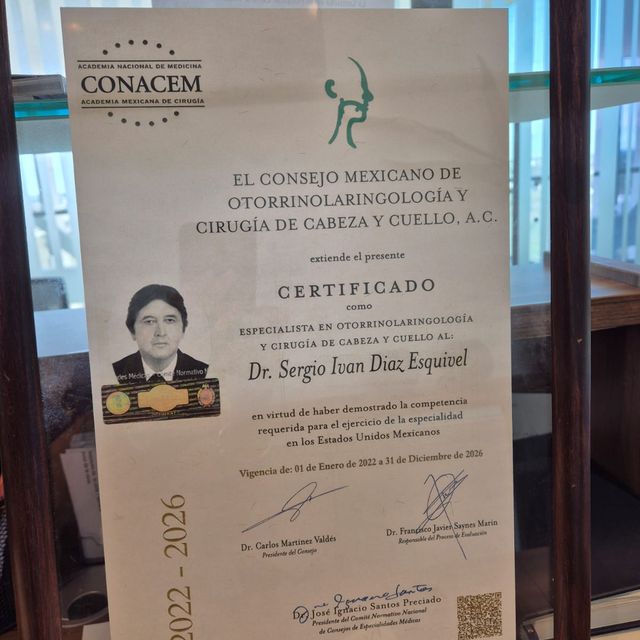 ACADEMIA NACIONAL DE MEDICINA
CONACEM
ACADEMIA MEXICANA DE CIRUGÍA
EL CONSEJO MEXICANO DE
OTORRINOLARINGOLOGÍA Y
CIRUGÍA DE CABEZA Y CUELLO, A.C.
extiende el presente
CERTIFICADO
como
ESPECIALISTA EN OTORRINOLARINGOLOGÍA
Y CIRUGÍA DE CABEZA Y CUELLO AL:
Dr. Sergio Ivan Diaz Esquivel
en virtud de haber demostrado la competencia
requerida para el ejercicio de la especialidad
en los Estados Unidos Mexicanos
Vigencia de: 01 de Enero de 2022 a 31 de Diciembre de 2026
Dr. Carlos Martínez Valdés
Presidente del Consejo
Dr. Francisco Javier Saynes Marin
Responsable del Proceso de Evaluación
Dr. José Ignacio Santos Preciado
Presidente del Comité Normativo Nacional
de Consejos de Especialidades Médicas
2022 - 2026